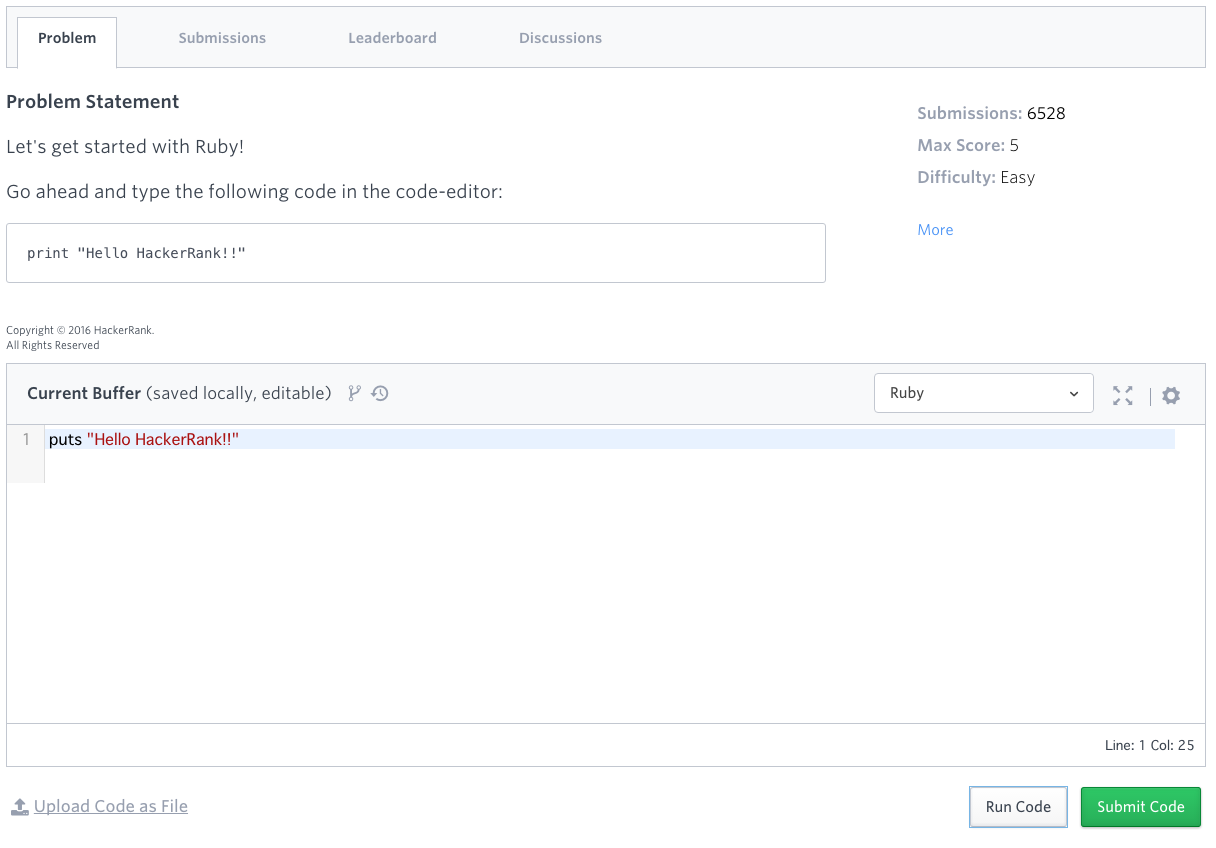 Problem Submissions Leaderboard Discussions
Problem Statement
Let's get started with Ruby!
Go ahead and type the following code in the code-editor:
print "Hello HackerRank!!"
Submissions: 6528
Max Score: 5
Difficulty: Easy
More
Copyright © 2016 HackerRank.
All Rights Reserved
Current Buffer (saved locally, editable) Ruby
1 puts "Hello HackerRank!!"
Line: 1 Col: 25
Upload Code as File Run Code Submit Code